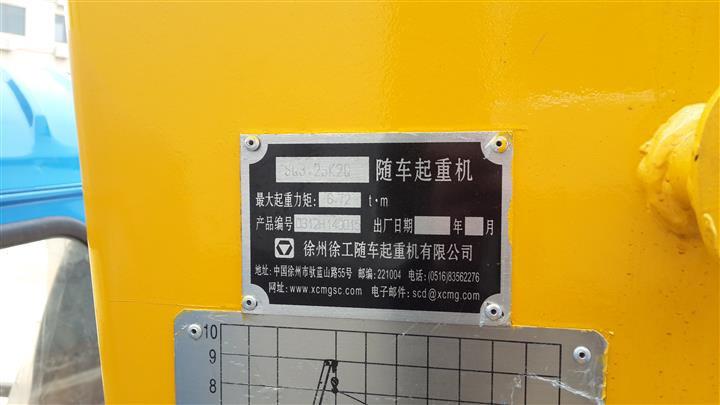 SQ3.2SK2Q 随车起重机
最大起重力矩: 6.72 t·m
产品编号 出厂日期 年 月
徐州徐工随车起重机有限公司
地址: 中国徐州市驮蓝山路55号 邮编: 221004 电话: (0516)83562276
网址: www.xcmgsc.com 电子邮件: scd@xcmg.com
10
9
8